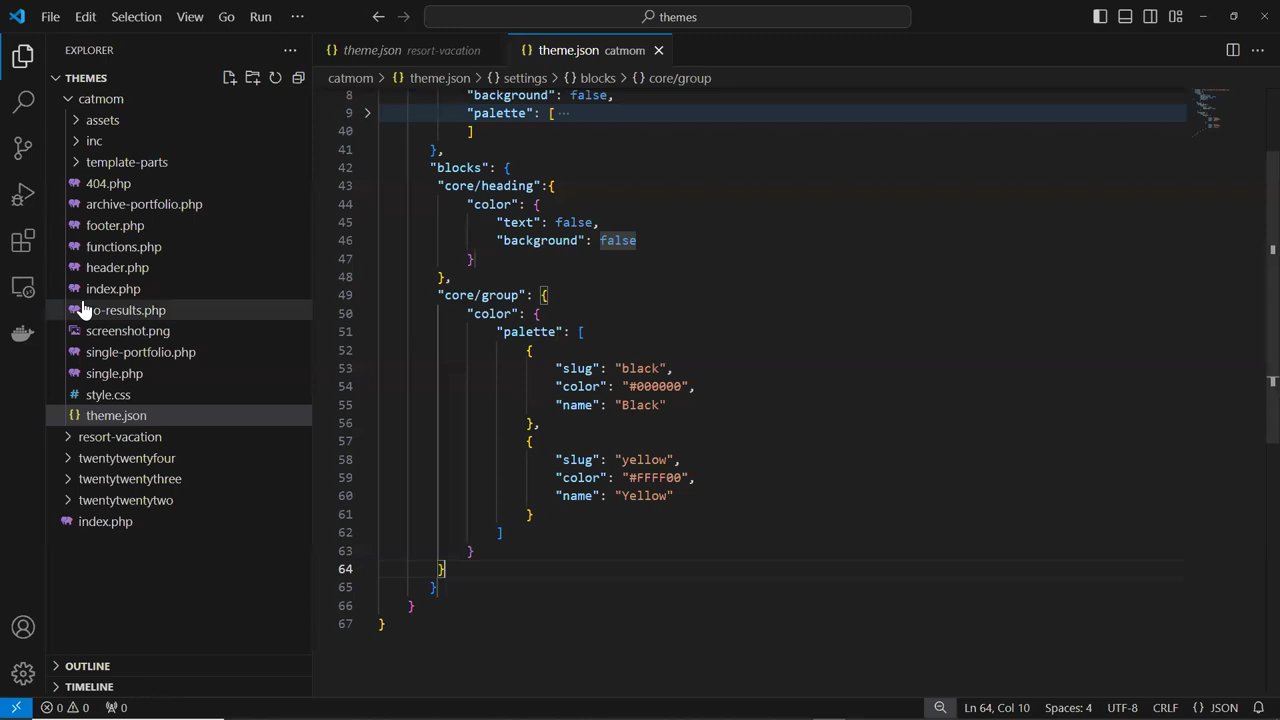 File Edit Selection View Go Run ··· themes
EXPLORER ···
THEMES
catmom
assets
inc
template-parts
404.php
archive-portfolio.php
footer.php
functions.php
header.php
index.php
o-results.php
screenshot.png
single-portfolio.php
single.php
# style.css
{} theme.json
resort-vacation
twentytwentyfour
twentytwentythree
twentytwentytwo
index.php
OUTLINE
TIMELINE
{} theme.json resort-vacation {} theme.json catmom
catmom > {} theme.json > {} settings > {} blocks > {} core/group
8 "background": false,
9 "palette": [ ···
40 ]
41 },
42 "blocks": {
43 "core/heading":{
44 "color": {
45 "text": false,
46 "background": false
47 }
48 },
49 "core/group": {
50 "color": {
51 "palette": [
52 {
53 "slug": "black",
54 "color": "#000000",
55 "name": "Black"
56 },
57 {
58 "slug": "yellow",
59 "color": "#FFFF00",
60 "name": "Yellow"
61 }
62 ]
63 }
64 }
65 }
66 }
67 }
0 0 0 Ln 64, Col 10 Spaces: 4 UTF-8 CRLF {} JSON